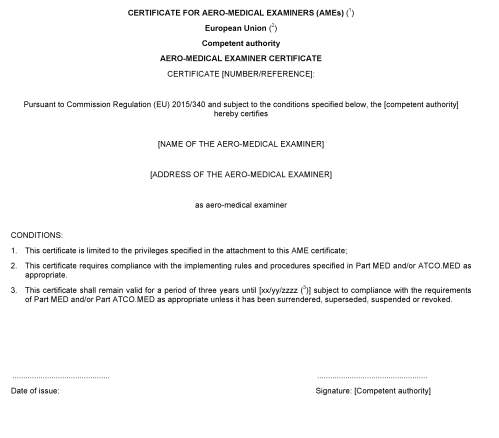 CERTIFICATE FOR AERO-MEDICAL EXAMINERS (AMEs) (1)
European Union (2)
Competent authority
AERO-MEDICAL EXAMINER CERTIFICATE
CERTIFICATE [NUMBER/REFERENCE]:
Pursuant to Commission Regulation (EU) 2015/340 and subject to the conditions specified below, the [competent authority]
hereby certifies
[NAME OF THE AERO-MEDICAL EXAMINER]
[ADDRESS OF THE AERO-MEDICAL EXAMINER]
as aero-medical examiner
CONDITIONS:
1. This certificate is limited to the privileges specified in the attachment to this AME certificate;
2. This certificate requires compliance with the implementing rules and procedures specified in Part MED and/or ATCO.MED as
appropriate.
3. This certificate shall remain valid for a period of three years until [xx/yy/zzzz (3)] subject to compliance with the requirements
of Part MED and/or Part ATCO.MED as appropriate unless it has been surrendered, superseded, suspended or revoked.
Date of issue: Signature: [Competent authority]